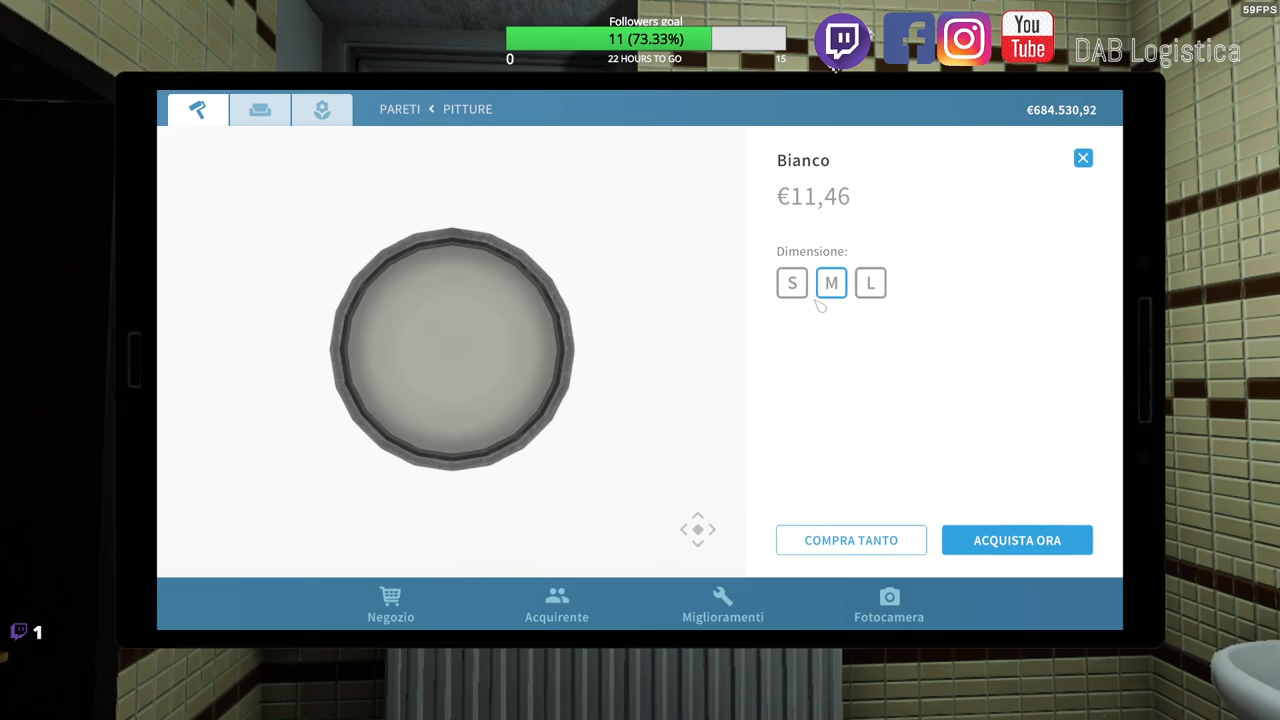 59FPS
Followers goal
11 (73.33%)
0 22 HOURS TO GO 15
f
You
Tube
DAB Logistica
PARETI < PITTURE
€684.530,92
Bianco
€11,46
Dimensione:
S M L
COMPRA TANTO ACQUISTA ORA
Negozio Acquirente Miglioramenti Fotocamera
1